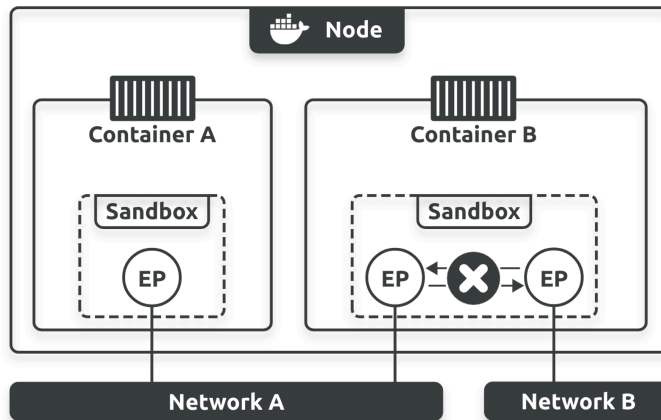 Node
Container A
Container B
Sandbox
Sandbox
EP
EP
EP
Network A
Network B